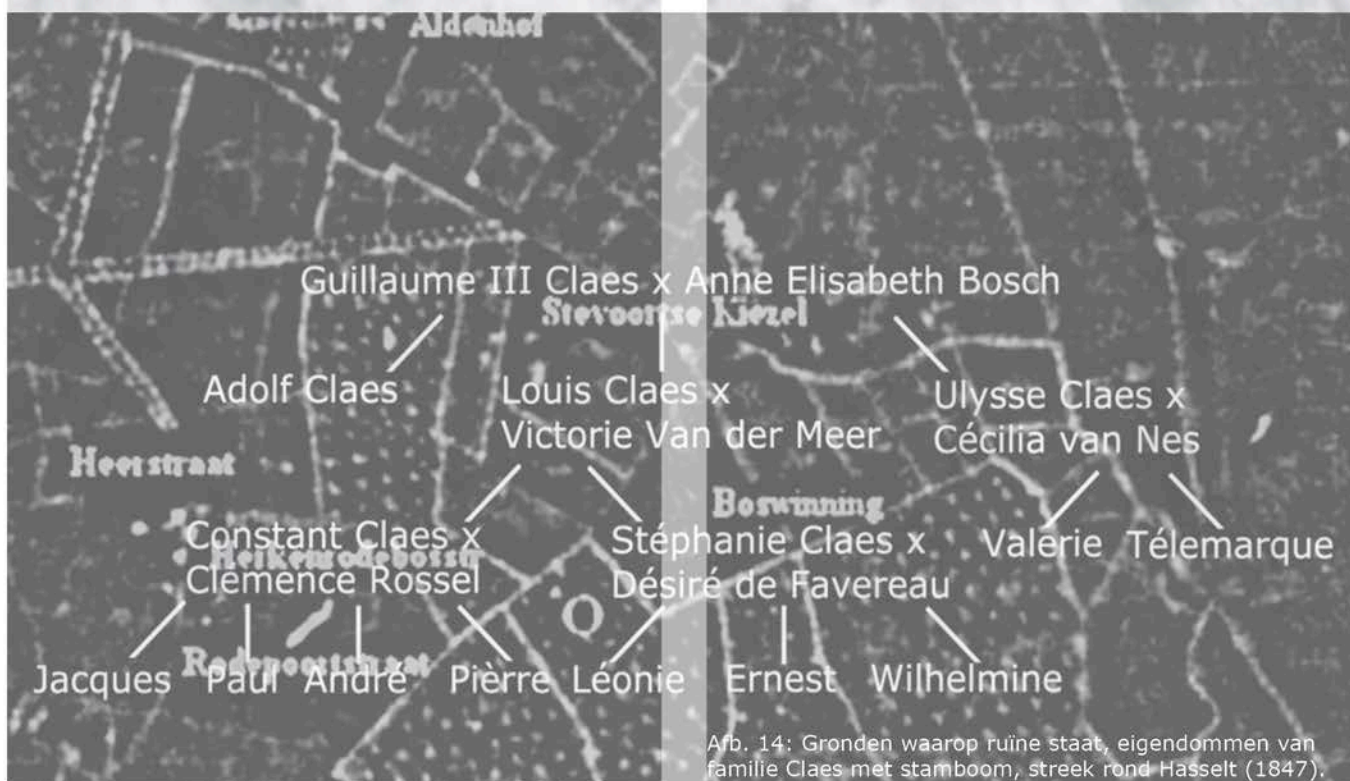 Aldenhof
Guillaume III Claes x Anne Elisabeth Bosch
Stevoortse Kiezel
Adolf Claes
Louis Claes x
Victorie Van der Meer
Ulysse Claes x
Cécilia van Nes
Heerstraat
Boswinning
Constant Claes x
Clémence Rossel
Stéphanie Claes x
Désiré de Favereau
Valérie Télemarque
Jacques Paul André Pièrre Léonie Ernest Wilhelmine
Afb. 14: Gronden waarop ruïne staat, eigendommen van
familie Claes met stamboom, streek rond Hasselt (1847).